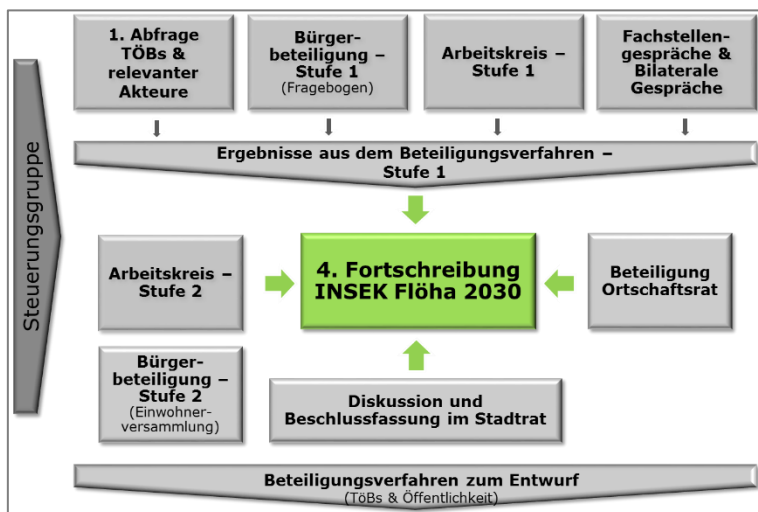 Steuerungsgruppe
1. Abfrage
TÖBs &
relevanter
Akteure
Bürger-
beteiligung –
Stufe 1
(Fragebogen)
Arbeitskreis –
Stufe 1
Fachstellen-
gespräche &
Bilaterale
Gespräche
Ergebnisse aus dem Beteiligungsverfahren –
Stufe 1
Arbeitskreis –
Stufe 2
4. Fortschreibung
INSEK Flöha 2030
Beteiligung
Ortschaftsrat
Bürger-
beteiligung –
Stufe 2
(Einwohner-
versammlung)
Diskussion und
Beschlussfassung im Stadtrat
Beteiligungsverfahren zum Entwurf
(TöBs & Öffentlichkeit)